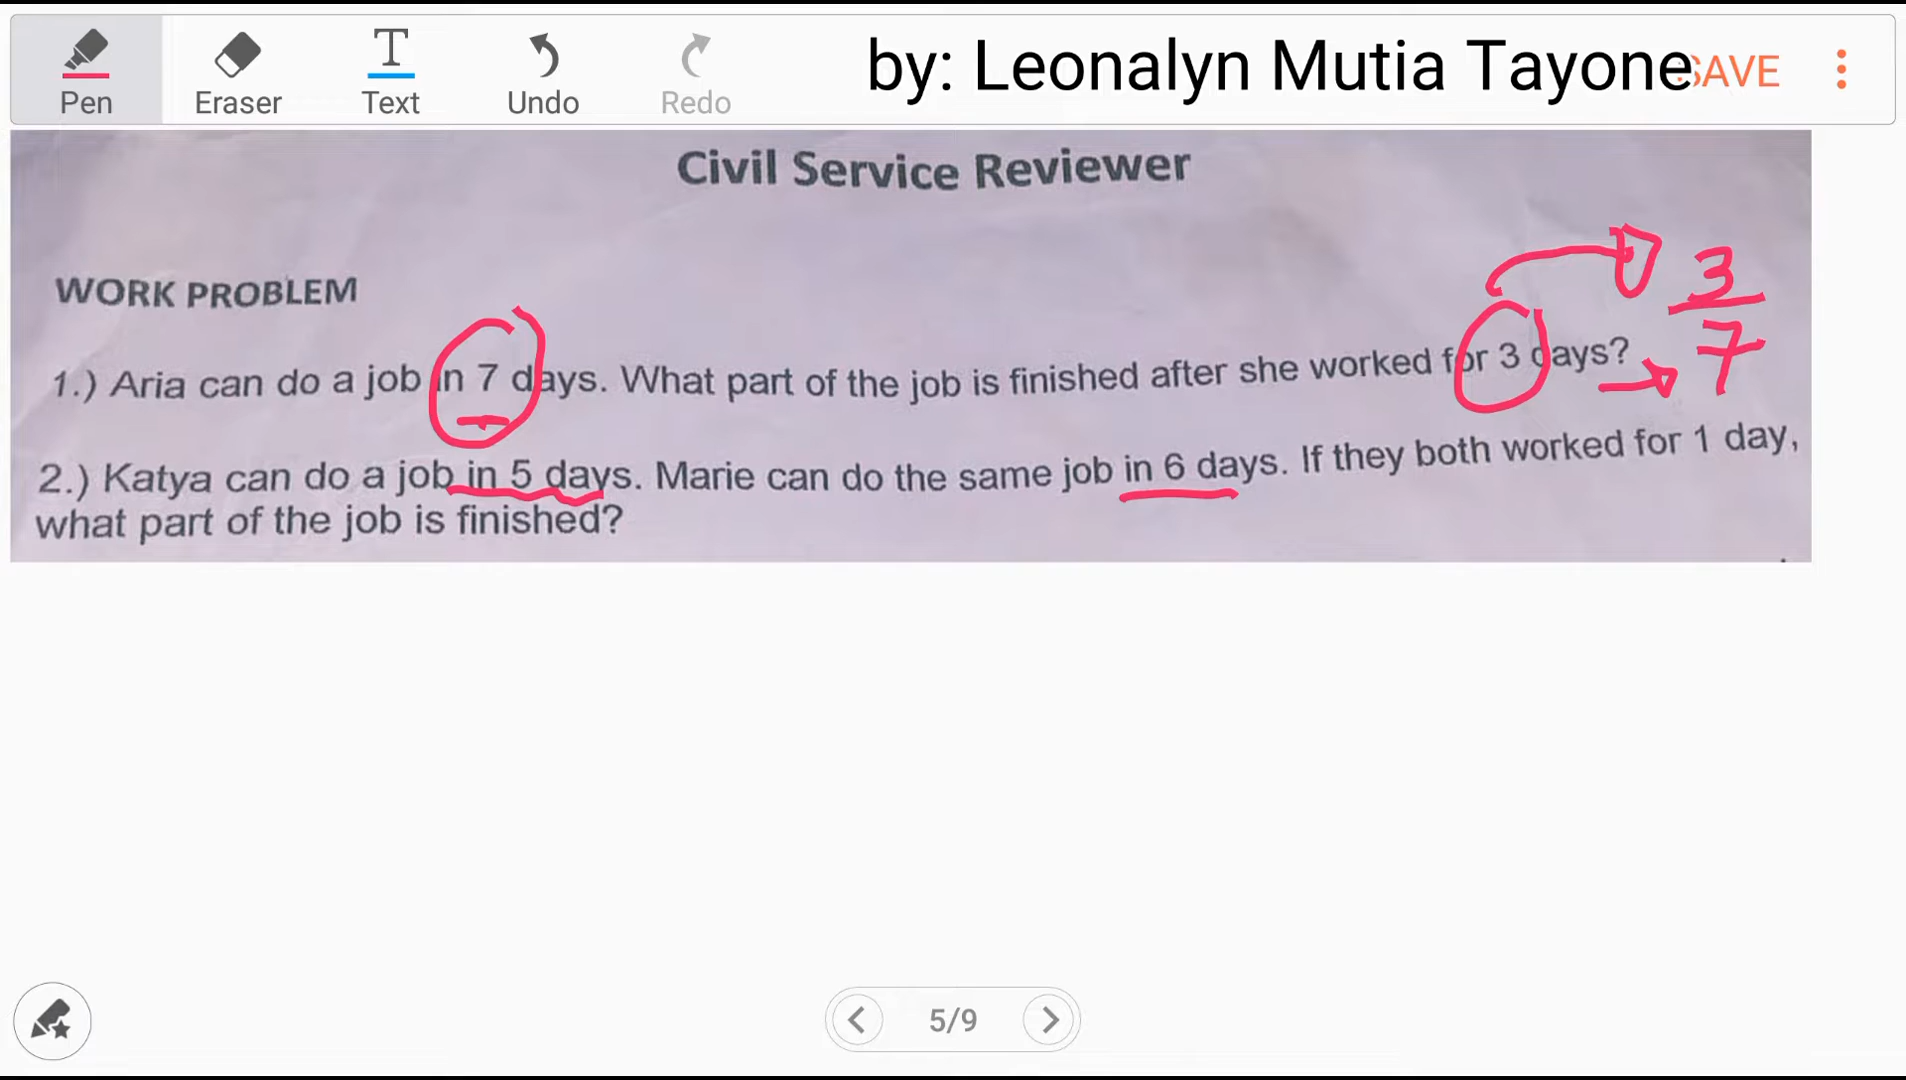 Pen Eraser Text Undo Redo by: Leonalyn Mutia Tayone SAVE
Civil Service Reviewer
WORK PROBLEM
1.) Aria can do a job in 7 days. What part of the job is finished after she worked for 3 days?
3
7
2.) Katya can do a job in 5 days. Marie can do the same job in 6 days. If they both worked for 1 day,
what part of the job is finished?
5/9